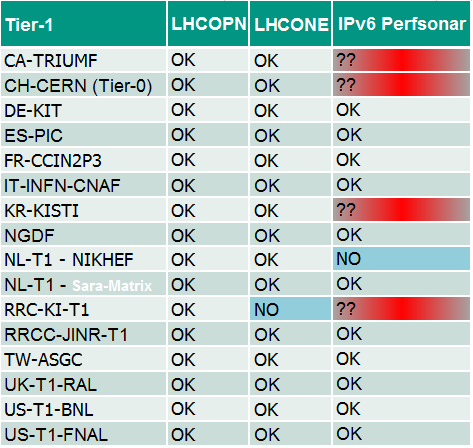 Tier-1 LHCOPN LHCONE IPv6 Perfsonar
CA-TRIUMF OK OK ??
CH-CERN (Tier-0) OK OK ??
DE-KIT OK OK OK
ES-PIC OK OK OK
FR-CCIN2P3 OK OK OK
IT-INFN-CNAF OK OK OK
KR-KISTI OK OK ??
NGDF OK OK OK
NL-T1 - NIKHEF OK OK NO
NL-T1 - Sara-Matrix OK OK OK
RRC-KI-T1 OK NO ??
RRCC-JINR-T1 OK OK OK
TW-ASGC OK OK OK
UK-T1-RAL OK OK OK
US-T1-BNL OK OK OK
US-T1-FNAL OK OK OK